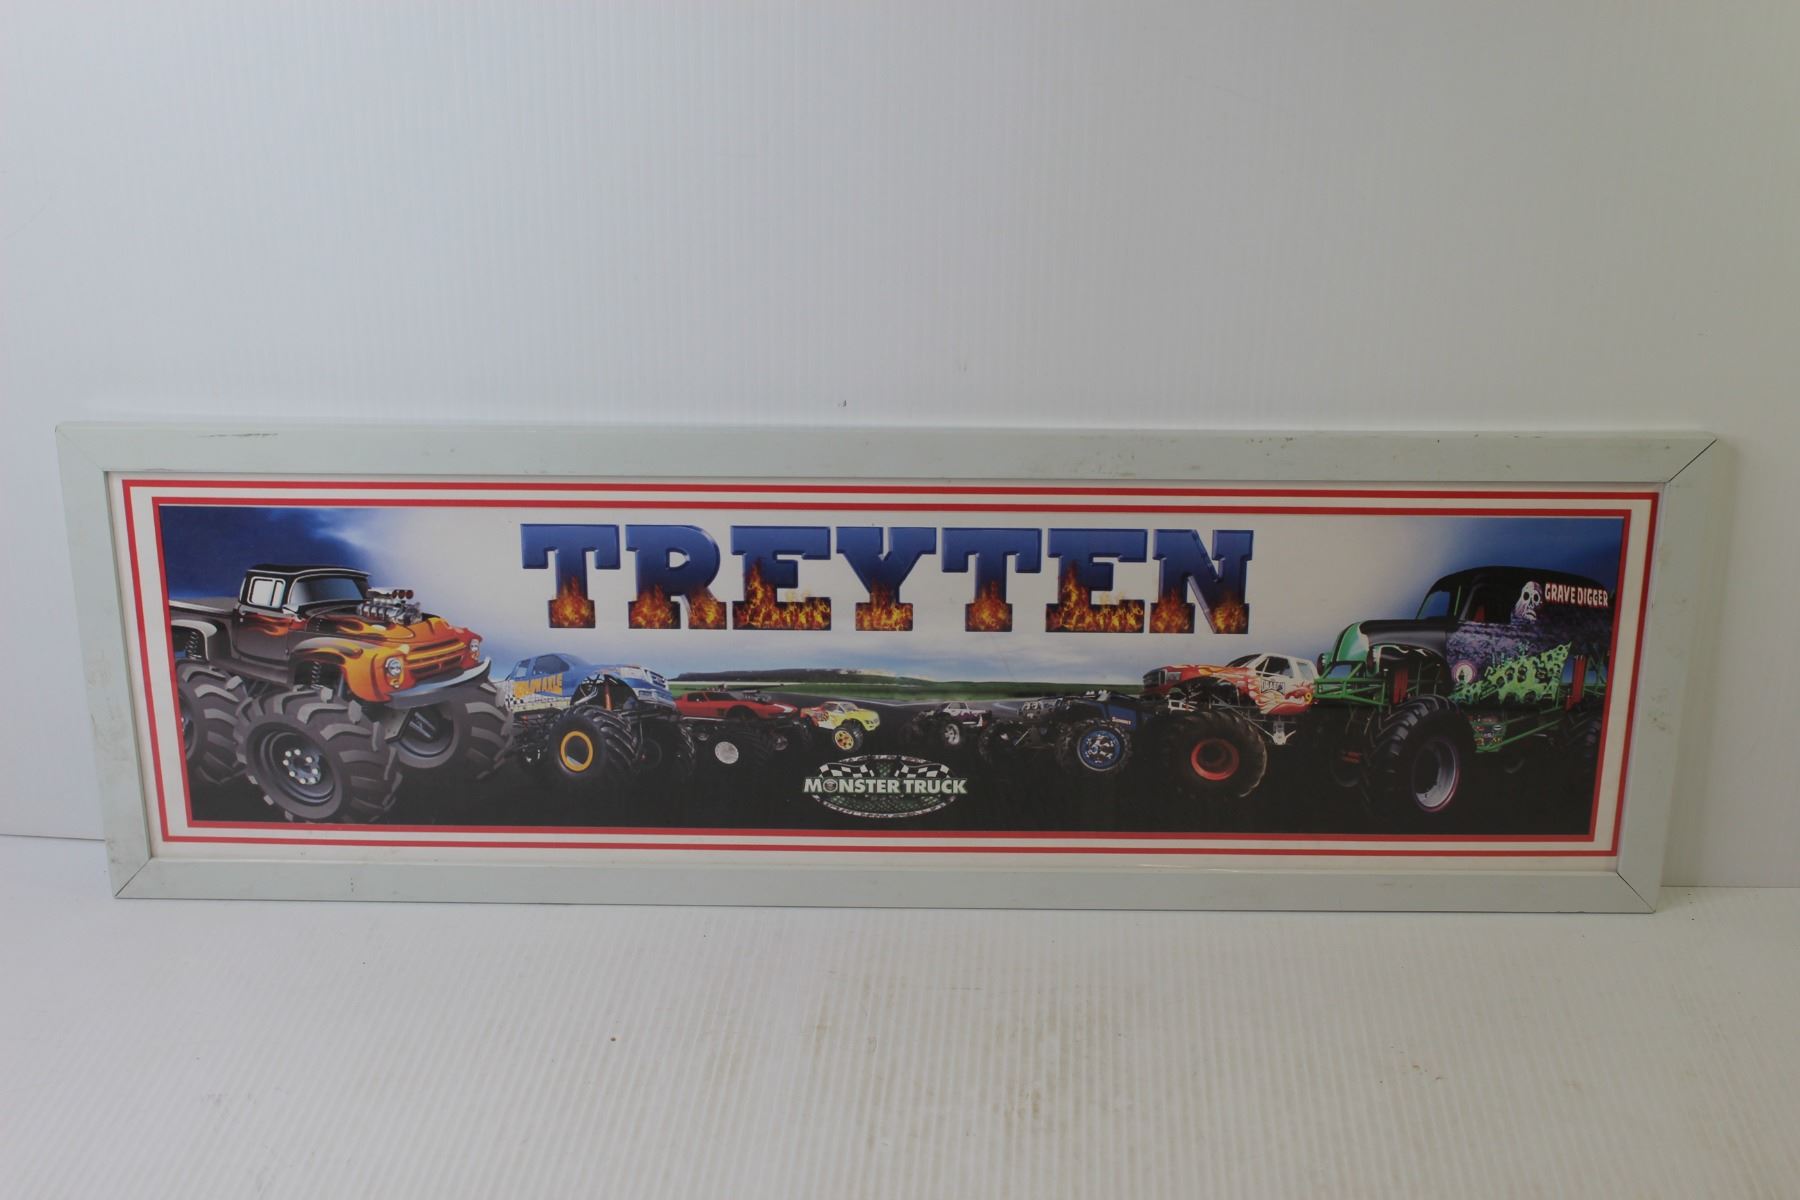 TREYTEN
GRAVE DIGGER
MONSTER TRUCK